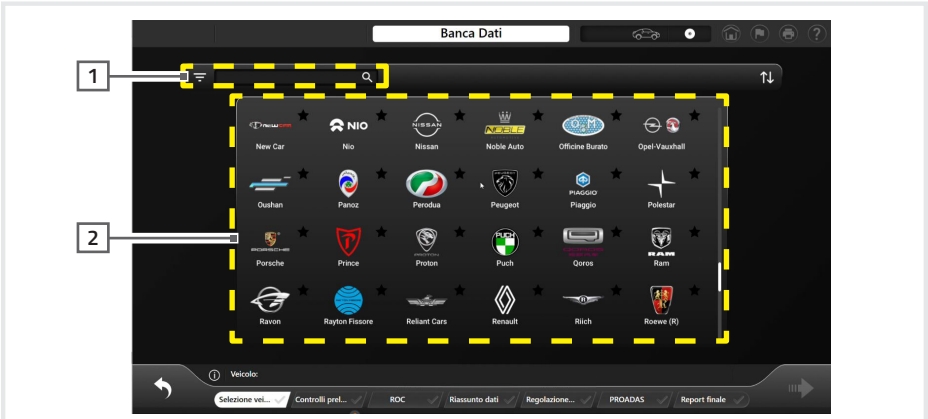 Banca Dati
?
1
NEWCAR
NIO
NISSAN
NOBLE
New Car
Nio
Nissan
Noble Auto
Officine Burato
Opel-Vauxhall
PEUGEOT
PIAGGIO
Oushan
Panoz
Perodua
Peugeot
Piaggio
Polestar
2
PORSCHE
PROTON
PUCH
RAM
Porsche
Prince
Proton
Puch
Qoros
Ram
Ravon
Rayton Fissore
Reliant Cars
Renault
Riich
Roewe (R)
i
Veicolo:
Selezione vei...
Controlli prel...
ROC
Riassunto dati
Regolazione...
PROADAS
Report finale